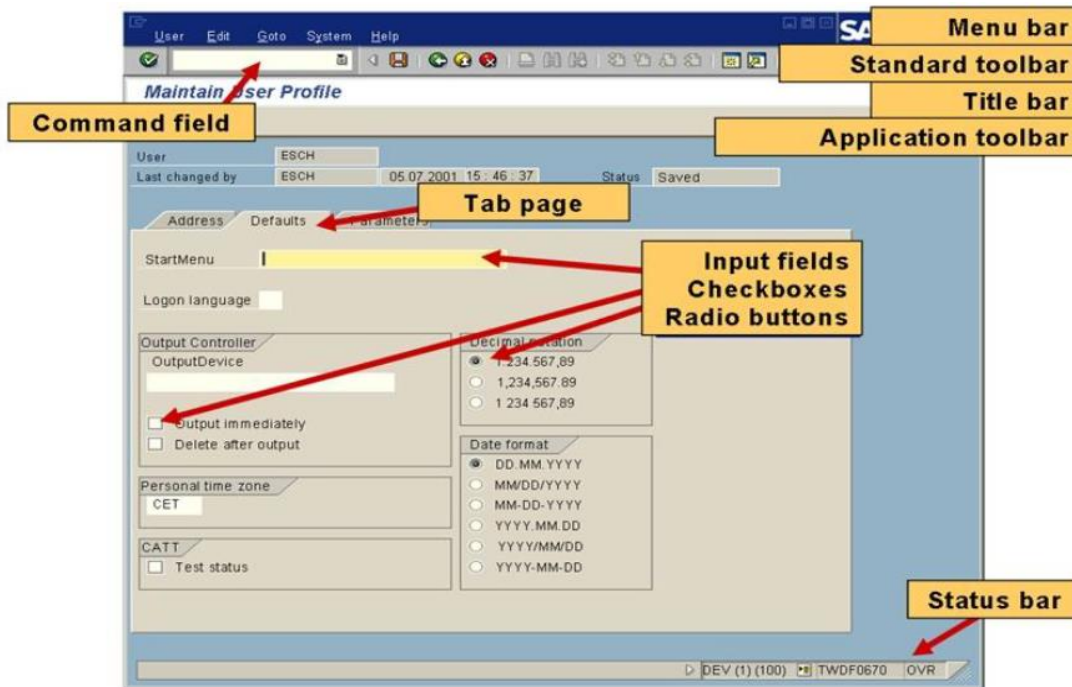 User Edit Goto System Help
SA
Menu bar
Standard toolbar
Maintain User Profile
Title bar
Command field
Application toolbar
User ESCH
Last changed by ESCH 05.07.2001 15:46:37 Status Saved
Tab page
Address Defaults Parameters
StartMenu
Input fields
Checkboxes
Radio buttons
Logon language
Output Controller
OutputDevice
Output immediately
Delete after output
Decimal notation
1.234.567,89
1,234,567.89
1 234 567,89
Personal time zone
CET
CATT
Test status
Date format
DD.MM.YYYY
MM/DD/YYYY
MM-DD-YYYY
YYYY.MM.DD
YYYY/MM/DD
YYYY-MM-DD
Status bar
DEV (1) (100) TWDF0670 OVR